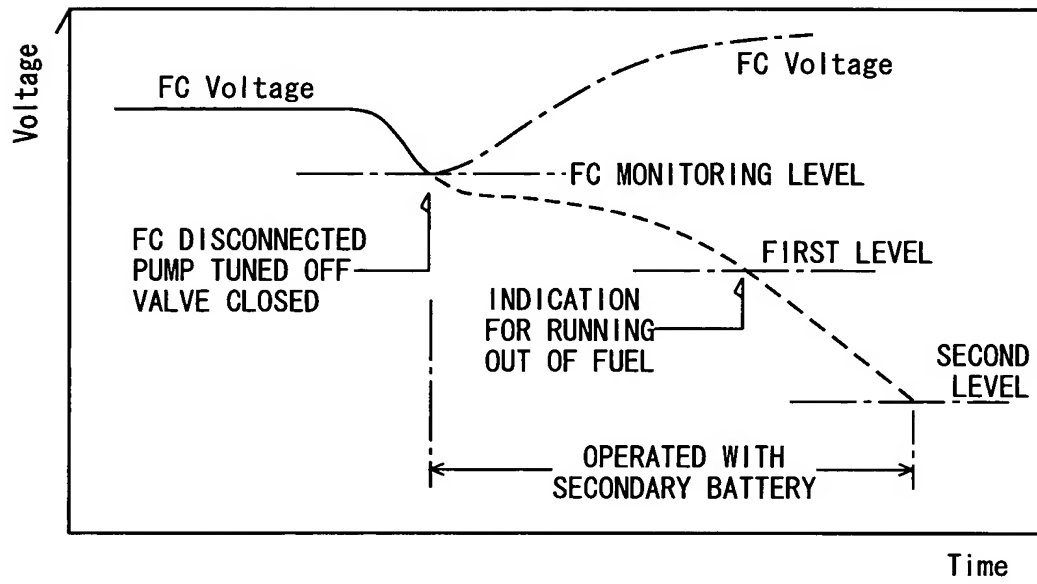 Voltage
FC Voltage
FC Voltage
FC MONITORING LEVEL
FC DISCONNECTED
PUMP TUNED OFF
VALVE CLOSED
FIRST LEVEL
INDICATION
FOR RUNNING
OUT OF FUEL
SECOND
LEVEL
OPERATED WITH
SECONDARY BATTERY
Time